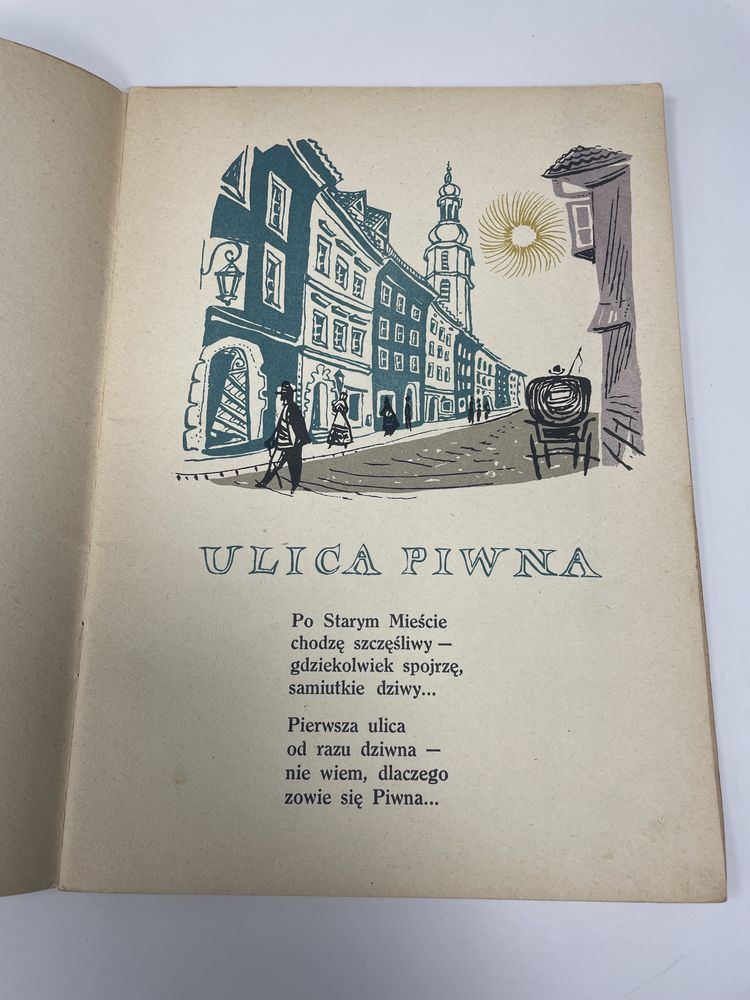 ULICA PIWNA
Po Starym Mieście
chodzę szczęśliwy —
gdziekolwiek spojrzę,
samiutkie dziwy...
Pierwsza ulica
od razu dziwna —
nie wiem, dlaczego
zowie się Piwna...